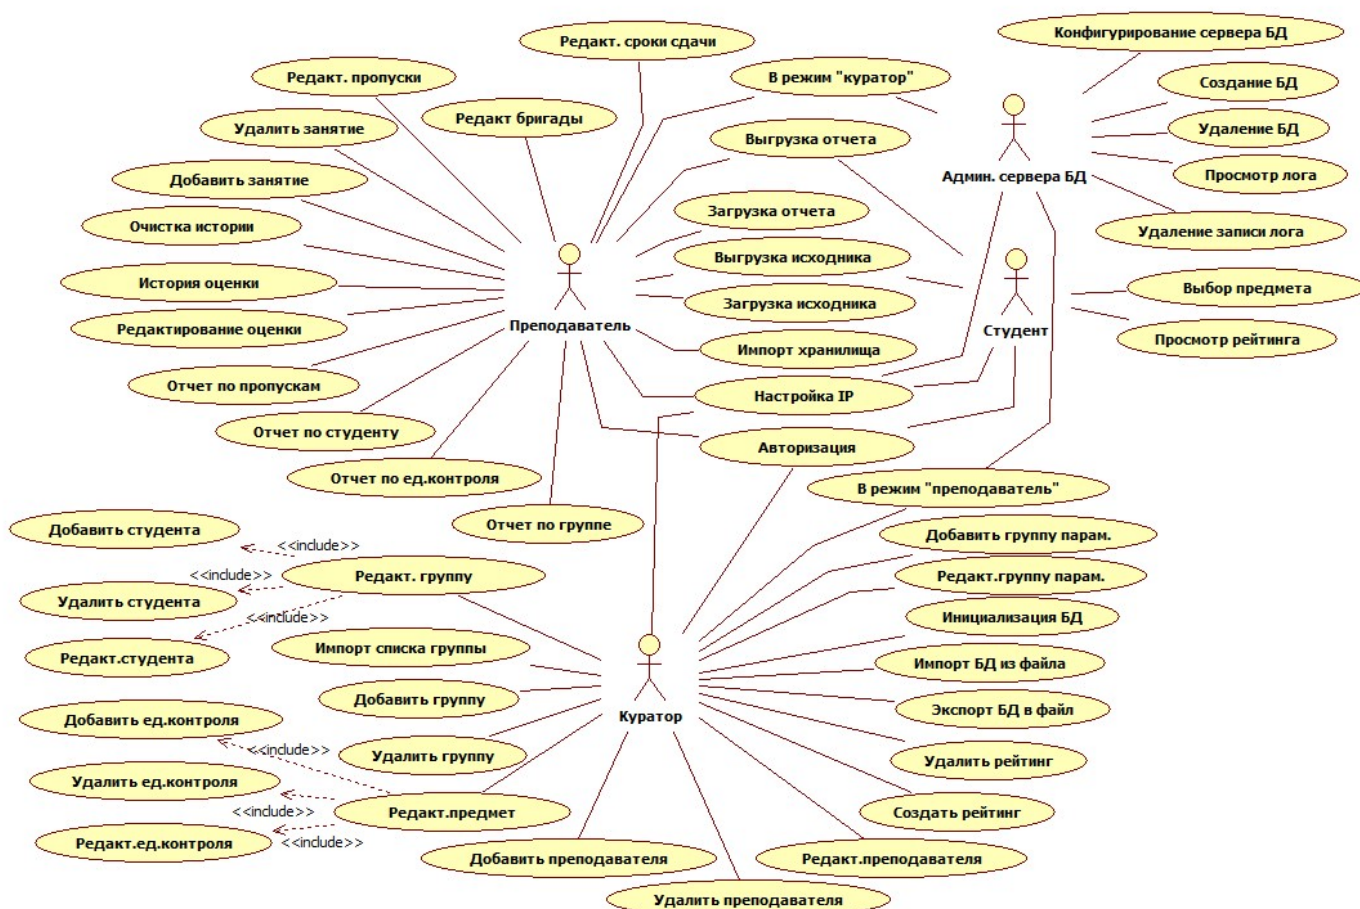 Редакт. сроки сдачи
Конфигурирование сервера БД
Редакт. пропуски
В режим "куратор"
Создание БД
Удалить занятие
Редакт бригады
Выгрузка отчета
Удаление БД
Просмотр лога
Админ. сервера БД
Добавить занятие
Загрузка отчета
Удаление записи лога
Очистка истории
Выгрузка исходника
История оценки
Выбор предмета
Загрузка исходника
Преподаватель
Редактирование оценки
Студент
Просмотр рейтинга
Импорт хранилища
Отчет по пропускам
Настройка IP
Отчет по студенту
Авторизация
Отчет по ед.контроля
В режим "преподаватель"
Отчет по группе
Добавить студента
<<include>>
Добавить группу парам.
<<include>>
Редакт. группу
Редакт.группу парам.
Удалить студента
<<include>>
Инициализация БД
Редакт.студента
Импорт списка группы
Импорт БД из файла
Добавить группу
Экспорт БД в файл
Добавить ед.контроля
Куратор
<<include>>
Удалить группу
Удалить рейтинг
Удалить ед.контроля
<<include>>
Редакт.предмет
Создать рейтинг
Редакт.ед.контроля
<<include>>
Добавить преподавателя
Редакт.преподавателя
Удалить преподавателя